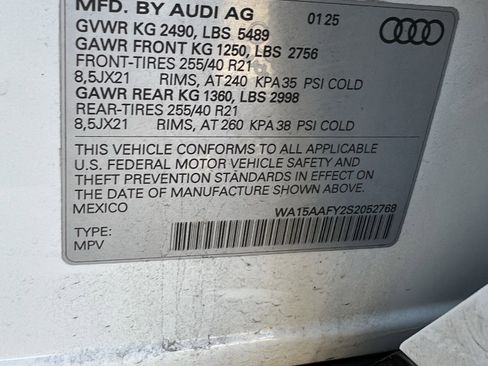 MFD. BY AUDI AG 01 25
GVWR KG 2490, LBS 5489
GAWR FRONT KG 1250, LBS 2756
FRONT-TIRES 255/40 R21
8,5JX21 RIMS, AT 240 KPA 35 PSI COLD
GAWR REAR KG 1360, LBS 2998
REAR-TIRES 255/40 R21
8,5JX21 RIMS, AT 260 KPA 38 PSI COLD
THIS VEHICLE CONFORMS TO ALL APPLICABLE
U.S. FEDERAL MOTOR VEHICLE SAFETY AND
THEFT PREVENTION STANDARDS IN EFFECT ON
THE DATE OF MANUFACTURE SHOWN ABOVE.
MEXICO
WA15AAFY2S2052768
TYPE:
MPV